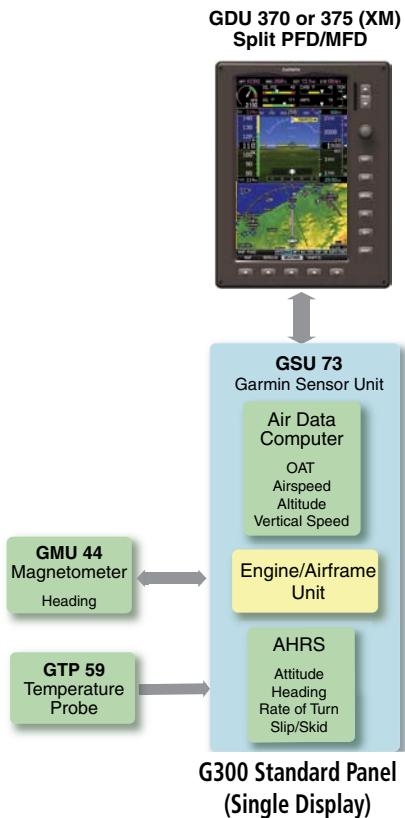 GDU 370 or 375 (XM)
Split PFD/MFD
GARMIN
GSU 73
Garmin Sensor Unit
Air Data
Computer
OAT
Airspeed
Altitude
Vertical Speed
GMU 44
Magnetometer
Heading
Engine/Airframe
Unit
GTP 59
Temperature
Probe
AHRS
Attitude
Heading
Rate of Turn
Slip/Skid
G300 Standard Panel
(Single Display)